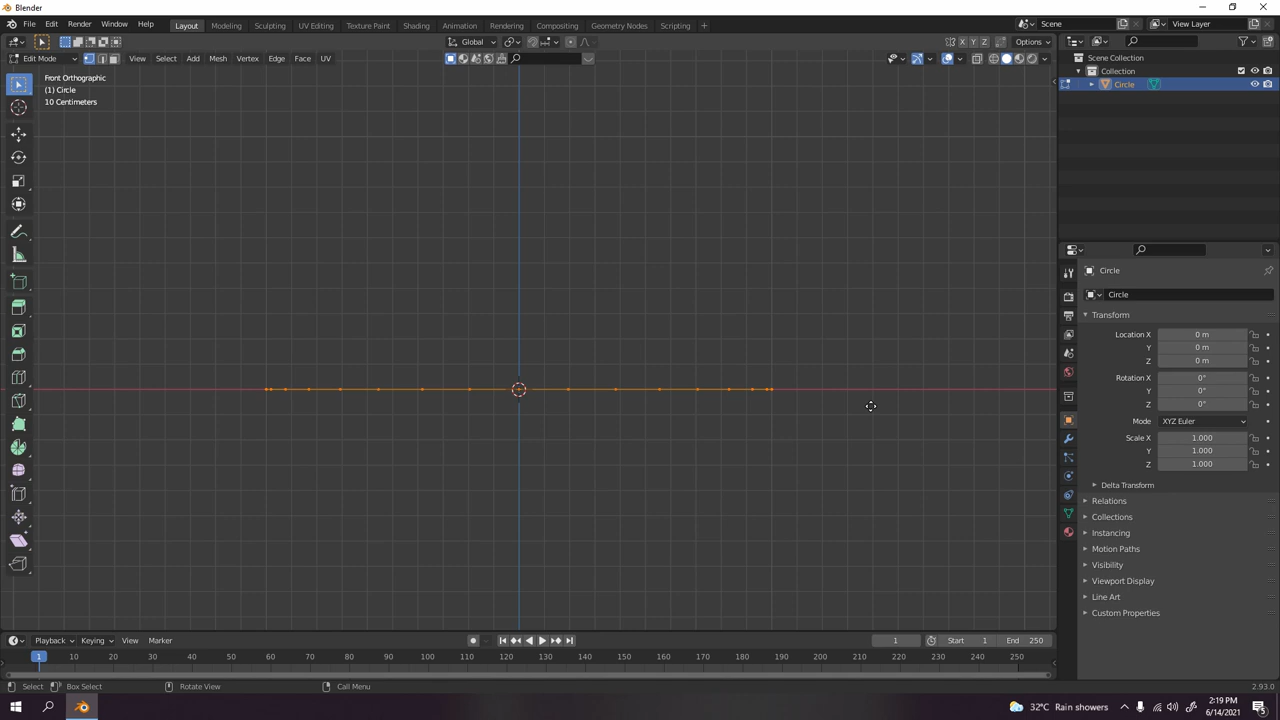 Blender
File Edit Render Window Help Layout Modeling Sculpting UV Editing Texture Paint Shading Animation Rendering Compositing Geometry Nodes Scripting + Scene View Layer
Global X Y Z Options
Edit Mode View Select Add Mesh Vertex Edge Face UV
Front Orthographic
(1) Circle
10 Centimeters
Scene Collection
Collection
Circle
Circle
Circle
Transform
Location X 0 m
Y 0 m
Z 0 m
Rotation X 0°
Y 0°
Z 0°
Mode XYZ Euler
Scale X 1.000
Y 1.000
Z 1.000
Delta Transform
Relations
Collections
Instancing
Motion Paths
Visibility
Viewport Display
Line Art
Custom Properties
Playback Keying View Marker 1 Start 1 End 250
1 10 20 30 40 50 60 70 80 90 100 110 120 130 140 150 160 170 180 190 200 210 220 230 240 250
Select Box Select Rotate View Call Menu 2.93.0
32°C Rain showers 2:19 PM
6/14/2021 5